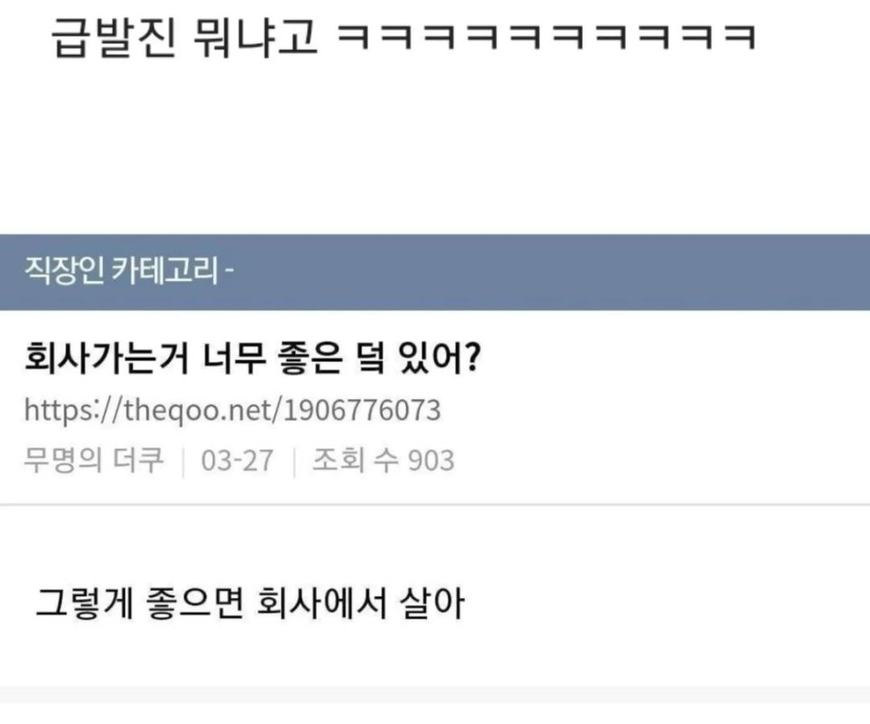 급발진 뭐냐고 ㅋㅋㅋㅋㅋㅋㅋㅋㅋㅋ
직장인 카테고리 -
회사가는거 너무 좋은 덬 있어?
https://theqoo.net/1906776073
무명의 더쿠 | 03-27 | 조회 수 903
그렇게 좋으면 회사에서 살아